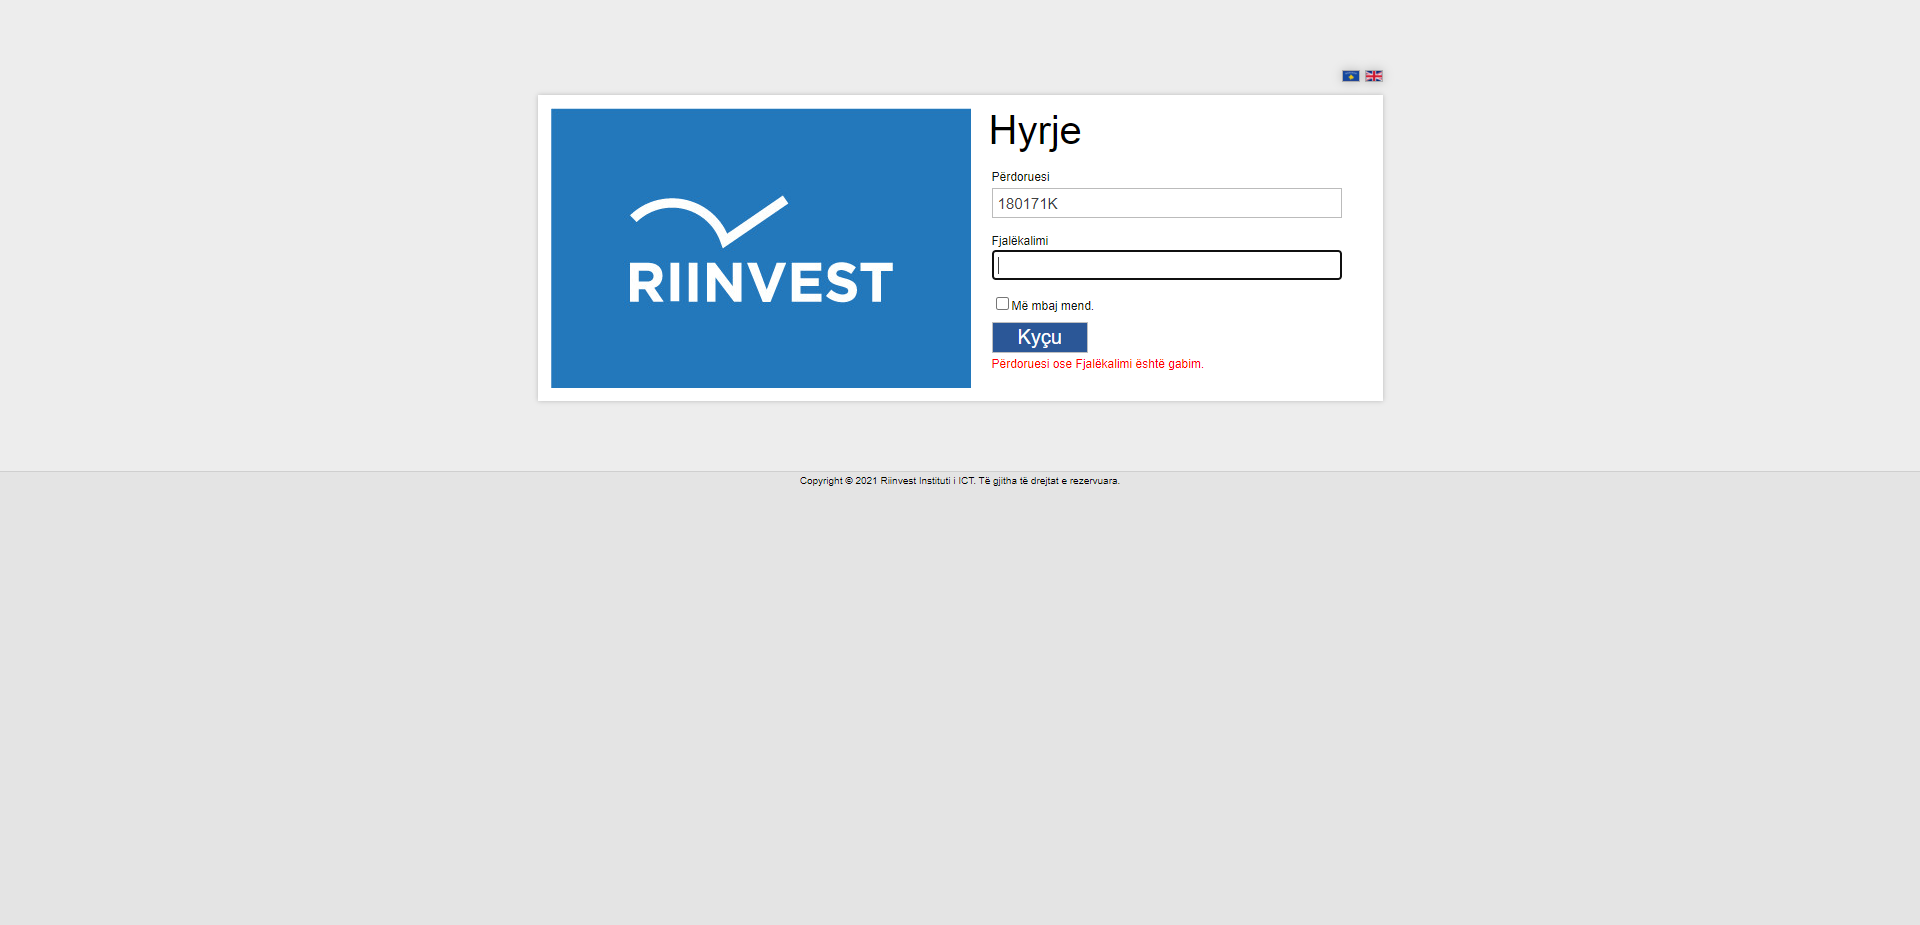 RIINVEST
Hyrje
Përdoruesi
180171K
Fjalëkalimi
Më mbaj mend.
Kyçu
Përdoruesi ose Fjalëkalimi është gabim.
Copyright © 2021 Riinvest Instituti i ICT. Të gjitha të drejtat e rezervuara.